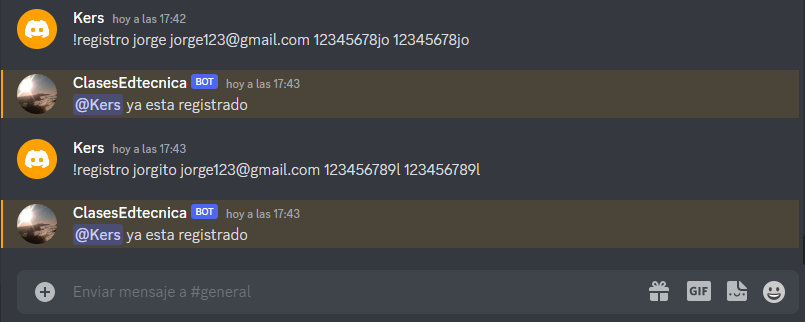 Kers hoy a las 17:42
!registro jorge jorge123@gmail.com 12345678jo 12345678jo
ClasesEdtecnica BOT hoy a las 17:43
@Kers ya esta registrado
Kers hoy a las 17:43
!registro jorgito jorge123@gmail.com 123456789l 123456789l
ClasesEdtecnica BOT hoy a las 17:43
@Kers ya esta registrado
Enviar mensaje a #general
GIF